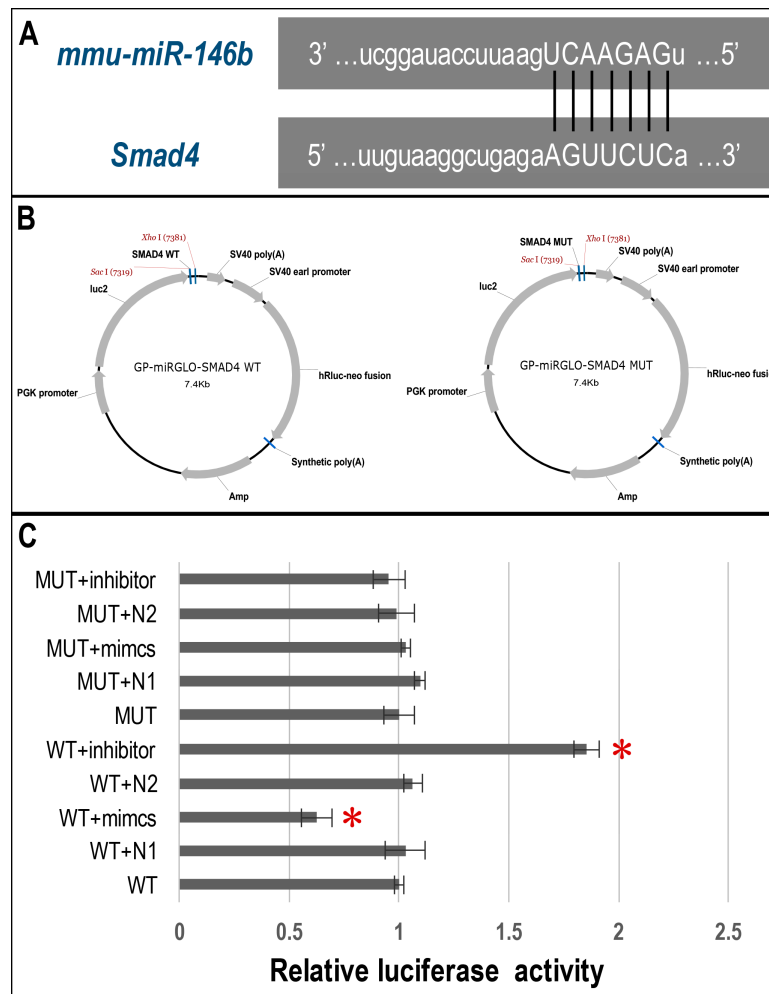 A
mmu-miR-146b
3’ ...ucggauaccuuaagUCAAGAGu ...5’
Smad4
5’ ...uuguaaggcugagaAGUUCUCa ...3’
B
Xho I (7381)
SMAD4 WT
Sac I (7319)
SV40 poly(A)
SV40 earl promoter
luc2
GP-miRGLO-SMAD4 WT
7.4Kb
hRluc-neo fusion
PGK promoter
Synthetic poly(A)
Amp
SMAD4 MUT
Xho I (7381)
Sac I (7319)
SV40 poly(A)
SV40 earl promoter
luc2
GP-miRGLO-SMAD4 MUT
7.4Kb
hRluc-neo fusi
PGK promoter
Synthetic poly(A)
Amp
C
MUT+inhibitor
MUT+N2
MUT+mimcs
MUT+N1
MUT
WT+inhibitor
*
WT+N2
WT+mimcs
*
WT+N1
WT
0 0.5 1 1.5 2 2.5
Relative luciferase activity